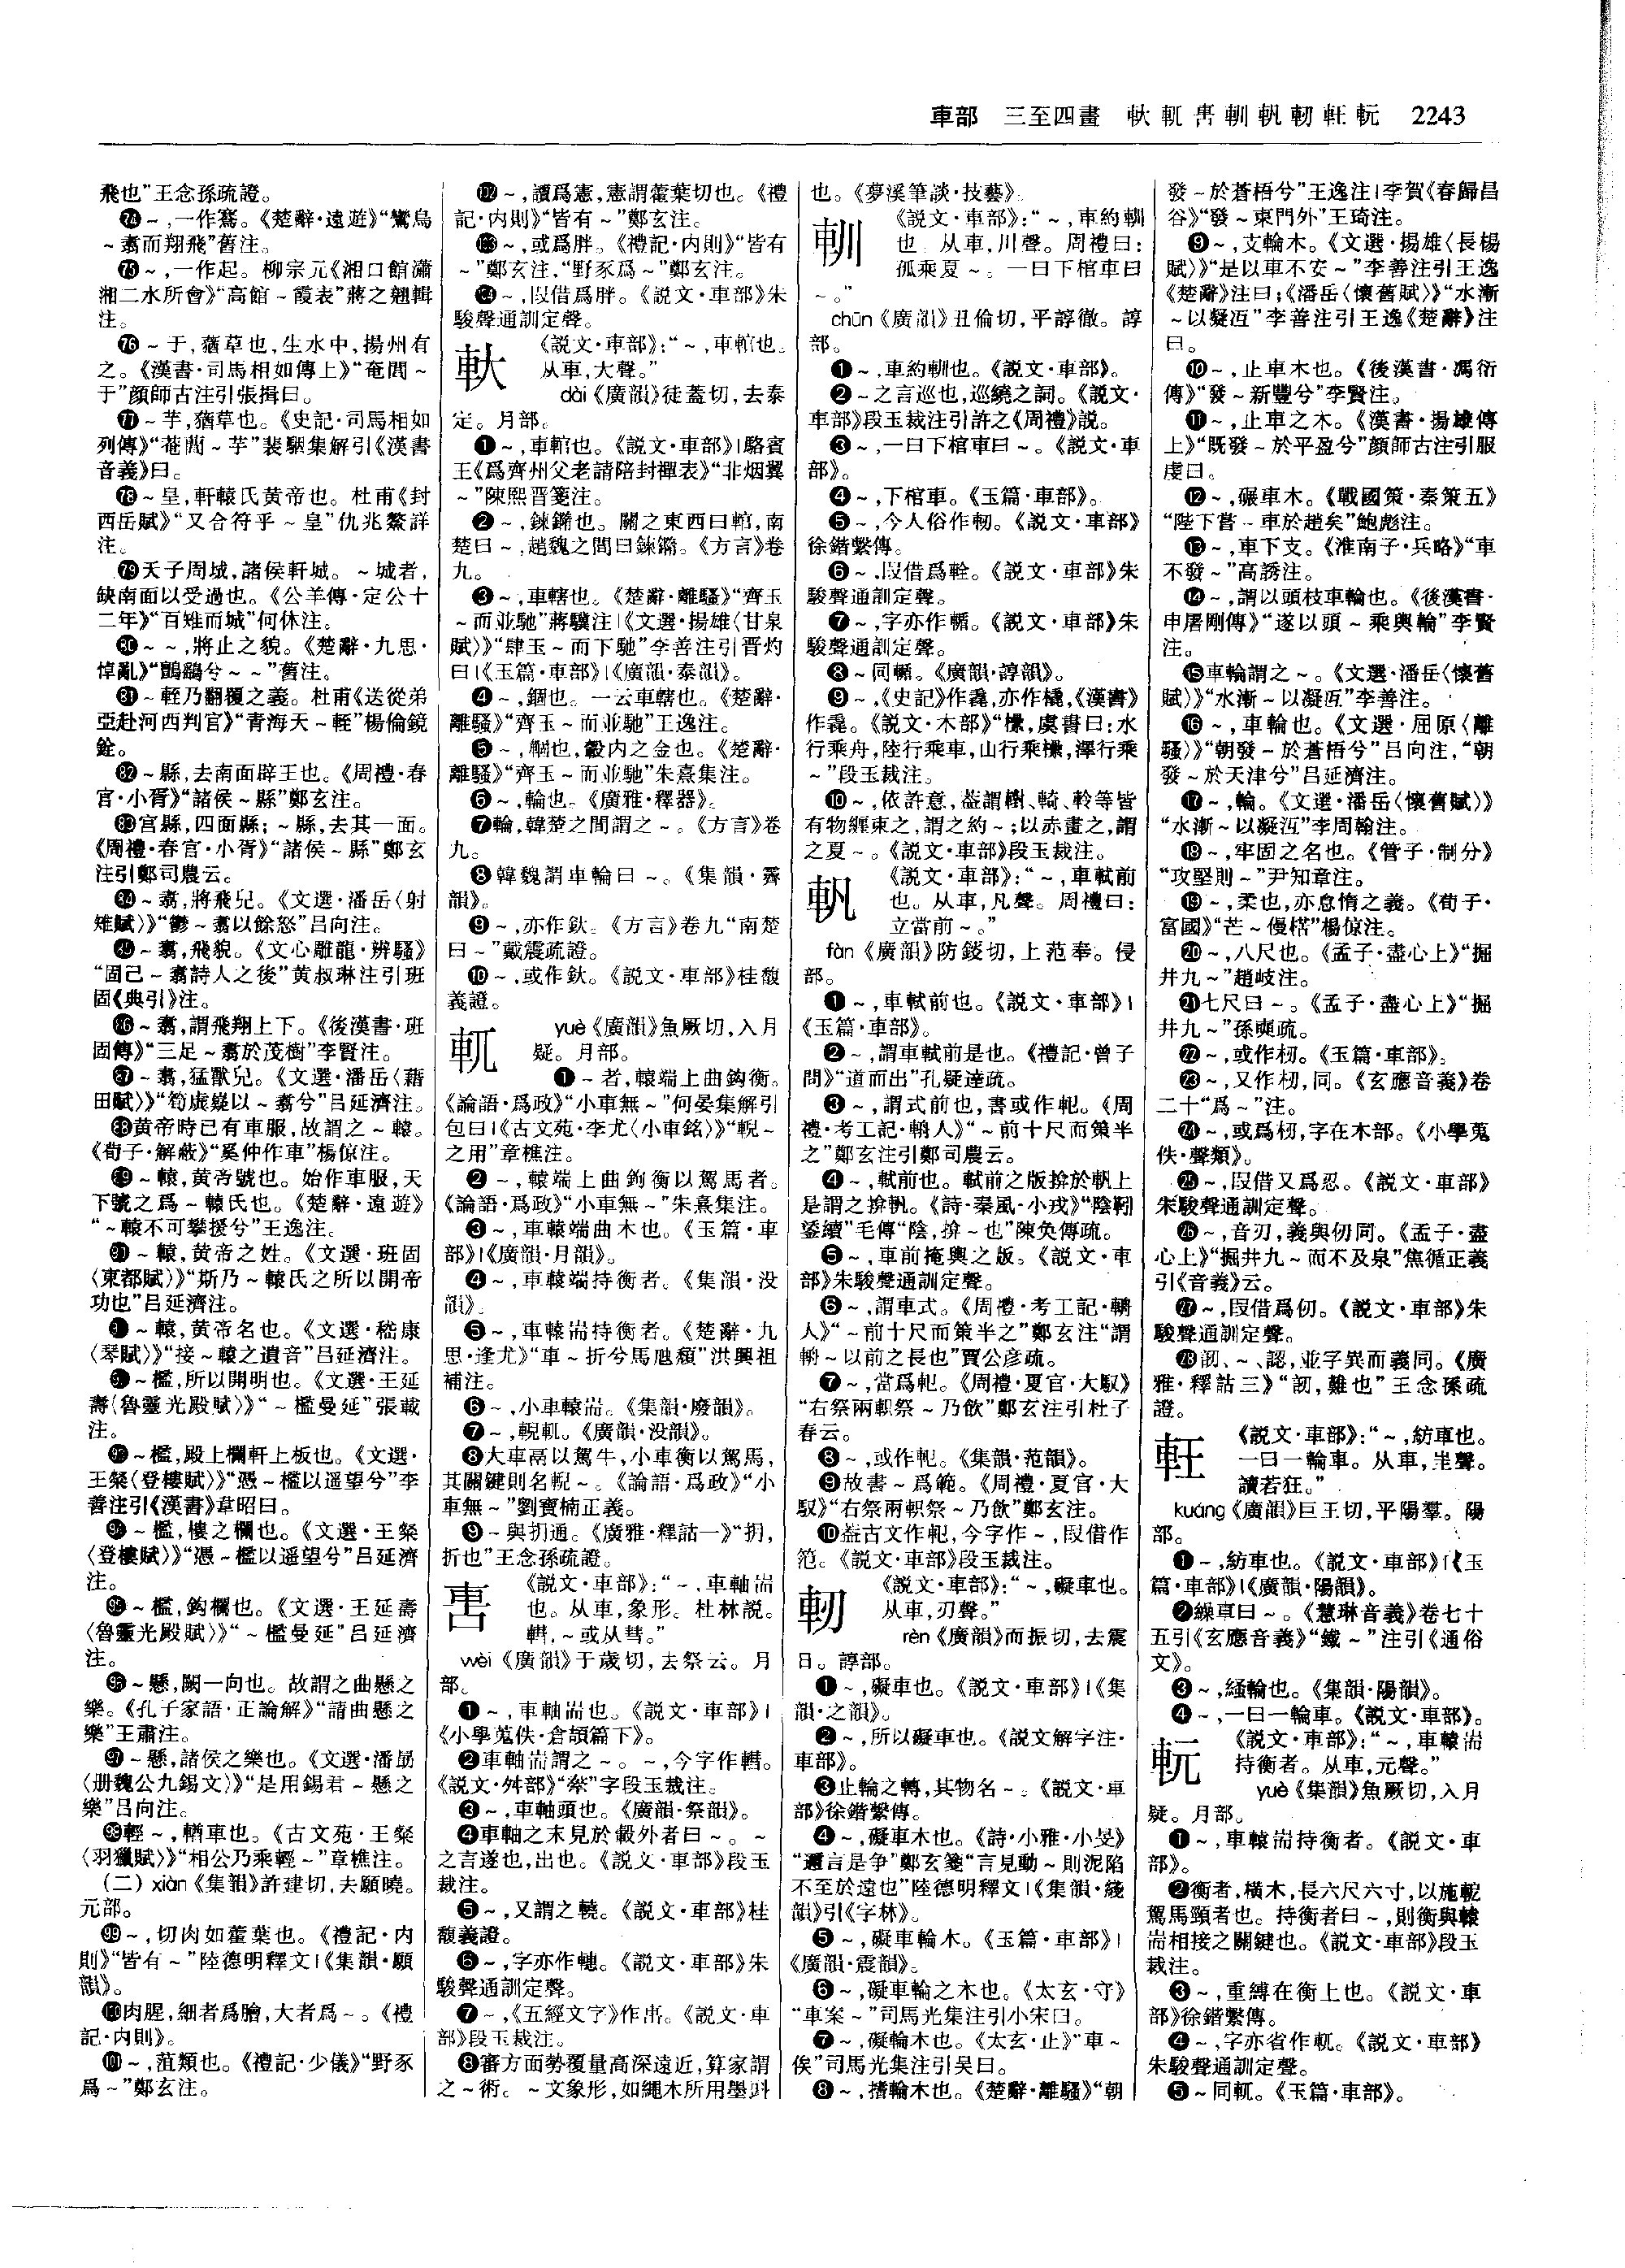 車部　三至四畫　軑軏軎軐軓軔軠軏　2243
飛也”王念孫疏證。
74～,一作騫。《楚辭·遠遊》“鸞鳥
～翥而翔飛”舊注。
75～,一作起。柳宗元《湘口館瀟
湘二水所會》“高館～霞表”蔣之翹輯
注。
76～于,蕕草也,生水中,揚州有
之。《漢書·司馬相如傳上》“奄閭～
于”顏師古注引張揖曰。
77～芋,蕕草也。《史記·司馬相如
列傳》“菴䕡～芋”裴駰集解引《漢書
音義》曰。
78～皇,軒轅氏黄帝也。杜甫《封
西岳賦》“又合符乎～皇”仇兆鰲詳
注。
79天子周城,諸侯軒城。～城者,
缺南面以受過也。《公羊傳·定公十
二年》“百雉而城”何休注。
80～～,將止之貌。《楚辭·九思·
悼亂》“鸕鷀兮～～”舊注。
81～輊乃翻覆之義。杜甫《送從弟
亞赴河西判官》“青海天～輊”楊倫鏡
銓。
82～縣,去南面辟王也。《周禮·春
官·小胥》“諸侯～縣”鄭玄注。
83宫縣,四面縣;～縣,去其一面。
《周禮·春官·小胥》“諸侯～縣”鄭玄
注引鄭司農云。
84～翥,將飛皃。《文選·潘岳〈射
雉賦〉》“鬱～翥以餘怒”吕向注。
85～翥,飛貌。《文心雕龍·辨騷》
“固已～翥詩人之後”黄叔琳注引班
固《典引》注。
86～翥,謂飛翔上下。《後漢書·班
固傳》“三足～翥於茂樹”李賢注。
87～翥,猛獸皃。《文選·潘岳〈藉
田賦〉》“筍虡嶷以～翥兮”吕延濟注。
88黄帝時已有車服,故謂之～轅。
《荀子·解蔽》“奚仲作車”楊倞注。
89～轅,黄帝號也。始作車服,天
下號之爲～轅氏也。《楚辭·遠遊》
“～轅不可攀援兮”王逸注。
90～轅,黄帝之姓。《文選·班固
〈東都賦〉》“斯乃～轅氏之所以開帝
功也”吕延濟注。
91～轅,黄帝名也。《文選·嵇康
〈琴賦〉》“接～轅之遺音”吕延濟注。
92～檻,所以開明也。《文選·王延
壽〈魯靈光殿賦〉》“～檻曼延”張載
注。
93～檻,殿上欄軒上板也。《文選·
王粲〈登樓賦〉》“憑～檻以遥望兮”李
善注引《漢書》韋昭曰。
94～檻,樓之欄也。《文選·王粲
〈登樓賦〉》“憑～檻以遥望兮”吕延濟
注。
95～檻,鈎欄也。《文選·王延壽
〈魯靈光殿賦〉》“～檻曼延”吕延濟
注。
96～懸,闕一向也。故謂之曲懸之
樂。《孔子家語·正論解》“請曲懸之
樂”王肅注。
97～懸,諸侯之樂也。《文選·潘勗
〈册魏公九錫文〉》“是用錫君～懸之
樂”吕向注。
98輕～,輶車也。《古文苑·王粲
〈羽獵賦〉》“相公乃乘輕～”章樵注。
(二) xiàn《集韻》許建切,去願曉。
元部。
99～,切肉如藿葉也。《禮記·内
則》“皆有～”陸德明釋文|《集韻·願
韻》。
100肉腥,細者爲膾,大者爲～。《禮
記·内則》。
101～,菹類也。《禮記·少儀》“野豕
爲～”鄭玄注。
102～,讀爲憲,憲謂藿葉切也。《禮
記·内則》“皆有～”鄭玄注。
103～,或爲胖。《禮記·内則》“皆有
～”鄭玄注,“野豕爲～”鄭玄注。
104～,叚借爲胖。《説文·車部》朱
駿聲通訓定聲。
軑
《説文·車部》:“～,車輨也。
从車,大聲。”
dài《廣韻》徒蓋切,去泰
定。月部。
❶～,車輨也。《説文·車部》|駱賓
王《爲齊州父老請陪封禪表》“非烟翼
～”陳熙晋箋注。
❷～,鍊䥯也。關之東西曰輨,南
楚曰～,趙魏之間曰鍊䥯。《方言》卷
九。
❸～,車轄也。《楚辭·離騷》“齊玉
～而並馳”蔣驥注|《文選·揚雄〈甘泉
賦〉》“肆玉～而下馳”李善注引晋灼
曰|《玉篇·車部》|《廣韻·泰韻》。
❹～,錮也。一云車轄也。《楚辭·
離騷》“齊玉～而並馳”王逸注。
❺～,輨也,轂内之金也。《楚辭·
離騷》“齊玉～而並馳”朱熹集注。
❻～,輪也。《廣雅·釋器》。
❼輪,韓楚之間謂之～。《方言》卷
九。
❽韓魏謂車輪曰～。《集韻·霽
韻》。
❾～,亦作釱。《方言》卷九“南楚
曰～”戴震疏證。
❿～,或作釱。《説文·車部》桂馥
義證。
軏
yuè《廣韻》魚厥切,入月
疑。月部。
❶～者,轅端上曲鈎衡。
《論語·爲政》“小車無～”何晏集解引
包曰|《古文苑·李尤〈小車銘〉》“輗～
之用”章樵注。
❷～,轅端上曲鉤衡以駕馬者。
《論語·爲政》“小車無～”朱熹集注。
❸～,車轅端曲木也。《玉篇·車
部》|《廣韻·月韻》。
❹～,車轅端持衡者。《集韻·没
韻》。
❺～,車轅耑持衡者。《楚辭·九
思·逢尤》“車～折兮馬虺頽”洪興祖
補注。
❻～,小車轅耑。《集韻·廢韻》。
❼～,輗軏。《廣韻·没韻》。
❽大車鬲以駕牛,小車衡以駕馬,
其關鍵則名輗～。《論語·爲政》“小
車無～”劉寶楠正義。
❾～與抈通。《廣雅·釋詁一》“抈,
折也”王念孫疏證。
軎
《説文·車部》:“～,車軸耑
也。从車,象形。杜林説。
轊,～或从彗。”
wèi《廣韻》于歲切,去祭云。月
部。
❶～,車軸耑也。《説文·車部》|
《小學蒐佚·倉頡篇下》。
❷車軸耑謂之～。～,今字作轊。
《説文·舛部》“舝”字段玉裁注。
❸～,車軸頭也。《廣韻·祭韻》。
❹車軸之末見於轂外者曰～。～
之言遂也,出也。《説文·車部》段玉
裁注。
❺～,又謂之轊。《説文·車部》桂
馥義證。
❻～,字亦作轊。《説文·車部》朱
駿聲通訓定聲。
❼～,《五經文字》作軎。《説文·車
部》段玉裁注。
❽審方面勢覆量高深遠近,算家謂
之～術。～文象形,如繩木所用墨㪷
也。《夢溪筆談·技藝》。
軐
《説文·車部》:“～,車約軐
也。从車,川聲。周禮曰:
孤乘夏～。一曰下棺車曰
～。”
chūn《廣韻》丑倫切,平諄徹。諄
部。
❶～,車約軐也。《説文·車部》。
❷～之言巡也,巡繞之詞。《説文·
車部》段玉裁注引許之《周禮》説。
❸～,一曰下棺車曰～。《説文·車
部》。
❹～,下棺車。《玉篇·車部》。
❺～,今人俗作軔。《説文·車部》
徐鍇繫傳。
❻～,叚借爲輇。《説文·車部》朱
駿聲通訓定聲。
❼～,字亦作輴。《説文·車部》朱
駿聲通訓定聲。
❽～同輴。《廣韻·諄韻》。
❾～,《史記》作毳,亦作橇,《漢書》
作毳。《説文·木部》“欙,虞書曰:水
行乘舟,陸行乘車,山行乘欙,澤行乘
～”段玉裁注。
❿～,依許意,葢謂䡈、輢、軨等皆
有物纒束之,謂之約～;以赤畫之,謂
之夏～。《説文·車部》段玉裁注。
軓
《説文·車部》:“～,車軾前
也。从車,凡聲。周禮曰:
立當前～。”
fàn《廣韻》防錽切,上范奉。侵
部。
❶～,車軾前也。《説文·車部》|
《玉篇·車部》。
❷～,謂車軾前是也。《禮記·曾子
問》“道而出”孔疑達疏。
❸～,謂式前也,書或作軋。《周
禮·考工記·輈人》“～前十尺而策半
之”鄭玄注引鄭司農云。
❹～,軾前也。軾前之版揜於軓上
是謂之揜軓。《詩·秦風·小戎》“陰靷
鋈續”毛傳“陰,揜～也”陳奂傳疏。
❺～,車前掩輿之版。《説文·車
部》朱駿聲通訓定聲。
❻～,謂車式。《周禮·考工記·輈
人》“～前十尺而策半之”鄭玄注“謂
輈～以前之長也”賈公彦疏。
❼～,當爲軋。《周禮·夏官·大馭》
“右祭兩軹祭～乃飲”鄭玄注引杜子
春云。
❽～,或作軋。《集韻·范韻》。
❾故書～爲範。《周禮·夏官·大
馭》“右祭兩軹祭～乃飲”鄭玄注。
❿葢古文作軋,今字作～,叚借作
笵。《説文·車部》段玉裁注。
軔
《説文·車部》:“～,礙車也。
从車,刃聲。”
rèn《廣韻》而振切,去震
日。諄部。
❶～,礙車也。《説文·車部》|《集
韻·之韻》。
❷～,所以礙車也。《説文解字注·
車部》。
❸止輪之轉,其物名～。《説文·車
部》徐鍇繫傳。
❹～,礙車木也。《詩·小雅·小旻》
“邇言是争”鄭玄箋“言見動～則泥陷
不至於遠也”陸德明釋文|《集韻·綫
韻》引《字林》。
❺～,礙車輪木。《玉篇·車部》|
《廣韻·震韻》。
❻～,礙車輪之木也。《太玄·守》
“車案～”司馬光集注引小宋曰。
❼～,礙輪木也。《太玄·止》“車～
俟”司馬光集注引吴曰。
❽～,搘輪木也。《楚辭·離騷》“朝
發～於蒼梧兮”王逸注|李賀《春歸昌
谷》“發～東門外”王琦注。
❾～,支輪木。《文選·揚雄〈長楊
賦〉》“是以車不安～”李善注引王逸
《楚辭》注曰;《潘岳〈懷舊賦〉》“水漸
～以凝沍”李善注引王逸《楚辭》注
曰。
❿～,止車木也。《後漢書·馮衍
傳》“發～新豐兮”李賢注。
⓫～,止車之木。《漢書·揚雄傳
上》“既發～於平盈兮”顏師古注引服
虔曰。
⓬～,碾車木。《戰國策·秦策五》
“陛下嘗～車於趙矣”鮑彪注。
⓭～,車下支。《淮南子·兵略》“車
不發～”高誘注。
⓮～,謂以頭枝車輪也。《後漢書·
申屠剛傳》“遂以頭～乘輿輪”李賢
注。
⓯車輪謂之～。《文選·潘岳〈懷舊
賦〉》“水漸～以凝沍”李善注。
⓰～,車輪也。《文選·屈原〈離
騷〉》“朝發～於蒼梧兮”吕向注,“朝
發～於天津兮”吕延濟注。
⓱～,輪。《文選·潘岳〈懷舊賦〉》
“水漸～以凝沍”李周翰注。
⓲～,牢固之名也。《管子·制分》
“攻堅則～”尹知章注。
⓳～,柔也,亦怠惰之義。《荀子·
富國》“芒～僈楛”楊倞注。
⓴～,八尺也。《孟子·盡心上》“掘
井九～”趙岐注。
21七尺曰～。《孟子·盡心上》“掘
井九～”孫奭疏。
22～,或作朷。《玉篇·車部》。
23～,又作朷,同。《玄應音義》卷
二十“爲～”注。
24～,或爲朷,字在木部。《小學蒐
佚·聲類》。
25～,叚借又爲忍。《説文·車部》
朱駿聲通訓定聲。
26～,音刃,義與仞同。《孟子·盡
心上》“掘井九～而不及泉”焦循正義
引《音義》云。
27～,叚借爲仞。《説文·車部》朱
駿聲通訓定聲。
28訒、～、認,並字異而義同。《廣
雅·釋詁三》“訒,難也”王念孫疏
證。
軠
《説文·車部》:“～,紡車也。
一曰一輪車。从車,㞷聲。
讀若狂。”
kuáng《廣韻》巨王切,平陽羣。陽
部。
❶～,紡車也。《説文·車部》|《玉
篇·車部》|《廣韻·陽韻》。
❷繰車曰～。《慧琳音義》卷七十
五引《玄應音義》“鐵～”注引《通俗
文》。
❸～,繀輪也。《集韻·陽韻》。
❹～,一曰一輪車。《説文·車部》。
䡇
《説文·車部》:“～,車轅耑
持衡者。从車,元聲。”
yuè《集韻》魚厥切,入月
疑。月部。
❶～,車轅耑持衡者。《説文·車
部》。
❷衡者,横木,長六尺六寸,以施軶
駕馬頸者也。持衡者曰～,則衡與轅
耑相接之關鍵也。《説文·車部》段玉
裁注。
❸～,重縛在衡上也。《説文·車
部》徐鍇繫傳。
❹～,字亦省作軏。《説文·車部》
朱駿聲通訓定聲。
❺～同軏。《玉篇·車部》。